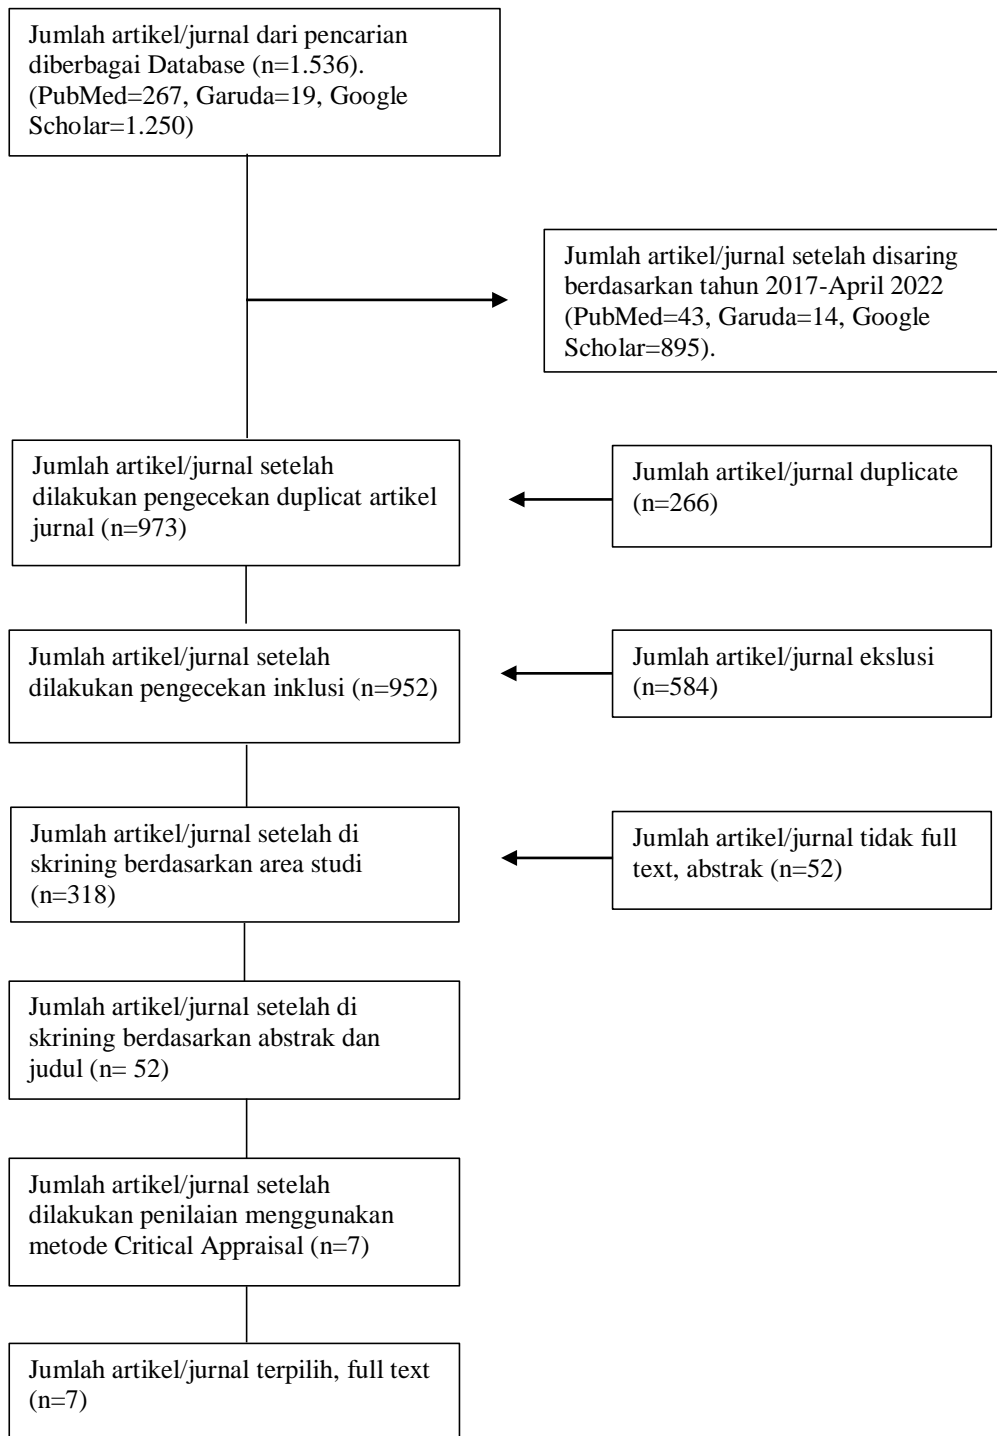 Jumlah artikel/jurnal dari pencarian
diberbagai Database (n=1.536).
(PubMed=267, Garuda=19, Google
Scholar=1.250)
Jumlah artikel/jurnal setelah disaring
berdasarkan tahun 2017-April 2022
(PubMed=43, Garuda=14, Google
Scholar=895).
Jumlah artikel/jurnal setelah
dilakukan pengecekan duplicat artikel
jurnal (n=973)
Jumlah artikel/jurnal duplicate
(n=266)
Jumlah artikel/jurnal setelah
dilakukan pengecekan inklusi (n=952)
Jumlah artikel/jurnal ekslusi
(n=584)
Jumlah artikel/jurnal setelah di
skrining berdasarkan area studi
(n=318)
Jumlah artikel/jurnal tidak full
text, abstrak (n=52)
Jumlah artikel/jurnal setelah di
skrining berdasarkan abstrak dan
judul (n= 52)
Jumlah artikel/jurnal setelah
dilakukan penilaian menggunakan
metode Critical Appraisal (n=7)
Jumlah artikel/jurnal terpilih, full text
(n=7)